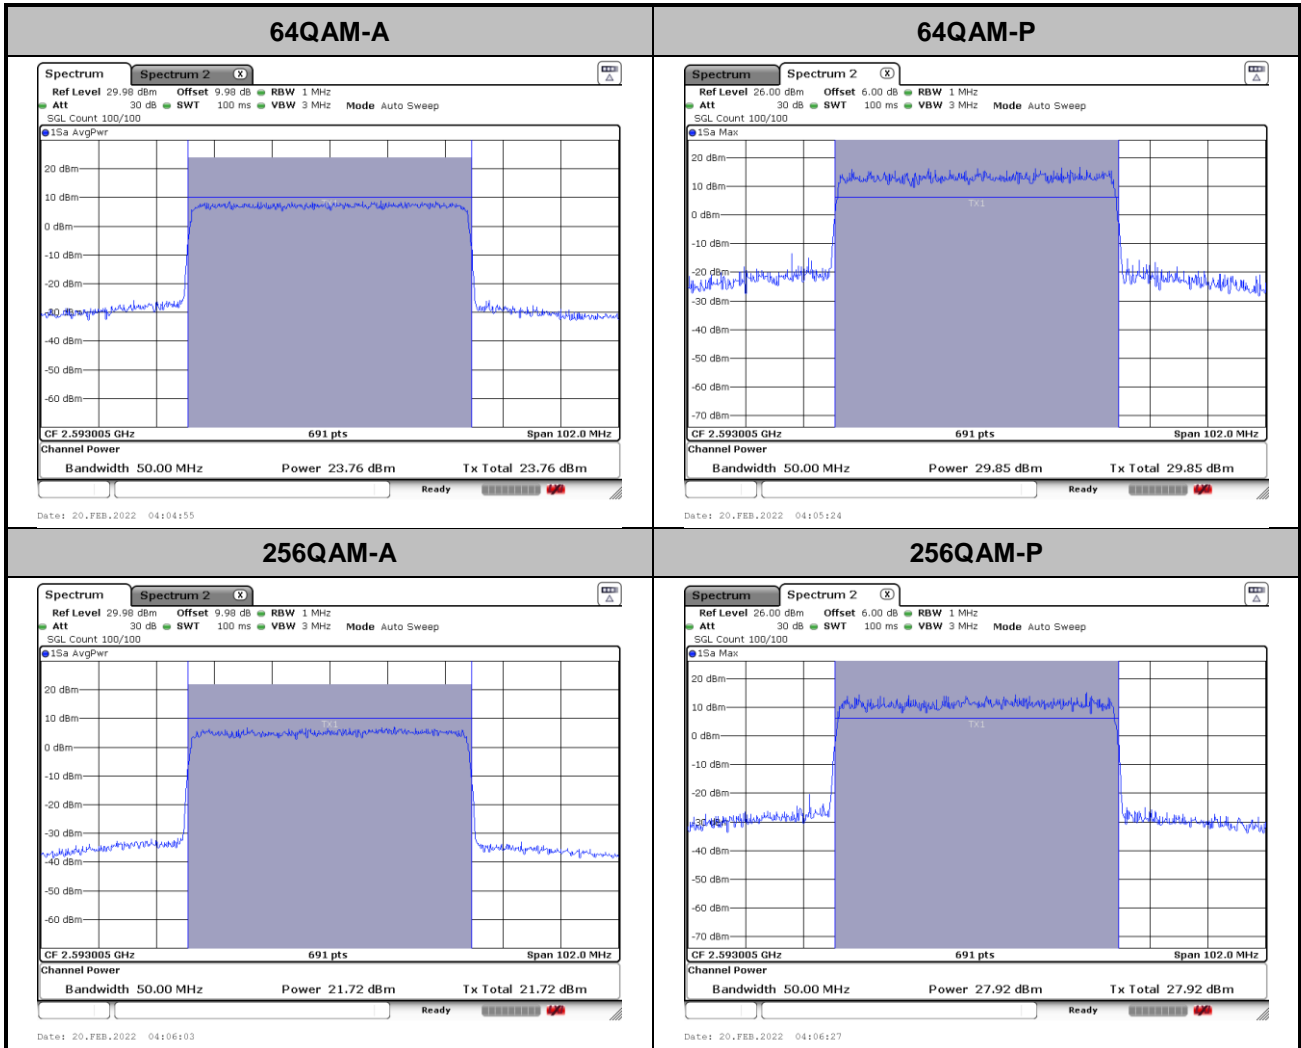 64QAM-A
64QAM-P
Spectrum Spectrum 2 X
Ref Level 29.98 dBm Offset 9.98 dB RBW 1 MHz
Att 30 dB SWT 100 ms VBW 3 MHz Mode Auto Sweep
SGL Count 100/100
1Sa AvgPwr
20 dBm
10 dBm
0 dBm
-10 dBm
-20 dBm
-30 dBm
-40 dBm
-50 dBm
-60 dBm
CF 2.593005 GHz 691 pts Span 102.0 MHz
Channel Power
Bandwidth 50.00 MHz Power 23.76 dBm Tx Total 23.76 dBm
Ready
Date: 20.FEB.2022 04:04:55
Spectrum Spectrum 2 X
Ref Level 26.00 dBm Offset 6.00 dB RBW 1 MHz
Att 30 dB SWT 100 ms VBW 3 MHz Mode Auto Sweep
SGL Count 100/100
1Sa Max
20 dBm
10 dBm
TX1
0 dBm
-10 dBm
-20 dBm
-30 dBm
-40 dBm
-50 dBm
-60 dBm
-70 dBm
CF 2.593005 GHz 691 pts Span 102.0 MHz
Channel Power
Bandwidth 50.00 MHz Power 29.85 dBm Tx Total 29.85 dBm
Ready
Date: 20.FEB.2022 04:05:24
256QAM-A
256QAM-P
Spectrum Spectrum 2 X
Ref Level 29.98 dBm Offset 9.98 dB RBW 1 MHz
Att 30 dB SWT 100 ms VBW 3 MHz Mode Auto Sweep
SGL Count 100/100
1Sa AvgPwr
20 dBm
10 dBm
TX1
0 dBm
-10 dBm
-20 dBm
-30 dBm
-40 dBm
-50 dBm
-60 dBm
CF 2.593005 GHz 691 pts Span 102.0 MHz
Channel Power
Bandwidth 50.00 MHz Power 21.72 dBm Tx Total 21.72 dBm
Ready
Date: 20.FEB.2022 04:06:03
Spectrum Spectrum 2 X
Ref Level 26.00 dBm Offset 6.00 dB RBW 1 MHz
Att 30 dB SWT 100 ms VBW 3 MHz Mode Auto Sweep
SGL Count 100/100
1Sa Max
20 dBm
10 dBm
TX1
0 dBm
-10 dBm
-20 dBm
-30 dBm
-40 dBm
-50 dBm
-60 dBm
-70 dBm
CF 2.593005 GHz 691 pts Span 102.0 MHz
Channel Power
Bandwidth 50.00 MHz Power 27.92 dBm Tx Total 27.92 dBm
Ready
Date: 20.FEB.2022 04:06:27